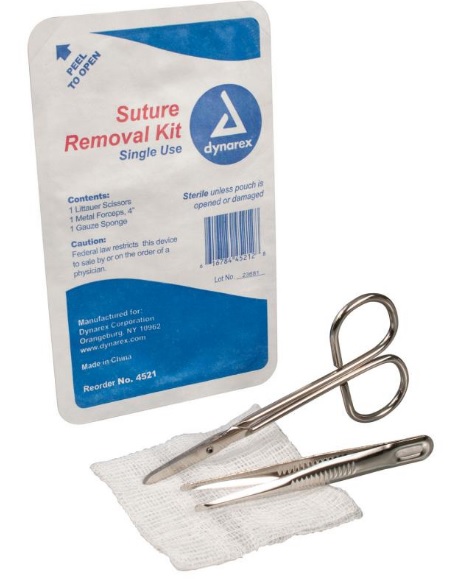 PEEL
TO OPEN
Suture
Removal Kit
Single Use
dynarex
Contents:
1 Littauer Scissors
1 Metal Forceps, 4"
1 Gauze Sponge
Caution:
Federal law restricts this device
to sale by or on the order of a
physician.
Sterile unless pouch is
opened or damaged
Lot No.
Manufactured for:
Dynarex Corporation
Orangeburg, NY 10962
www.dynarex.com
Made in China
Reorder No. 4521